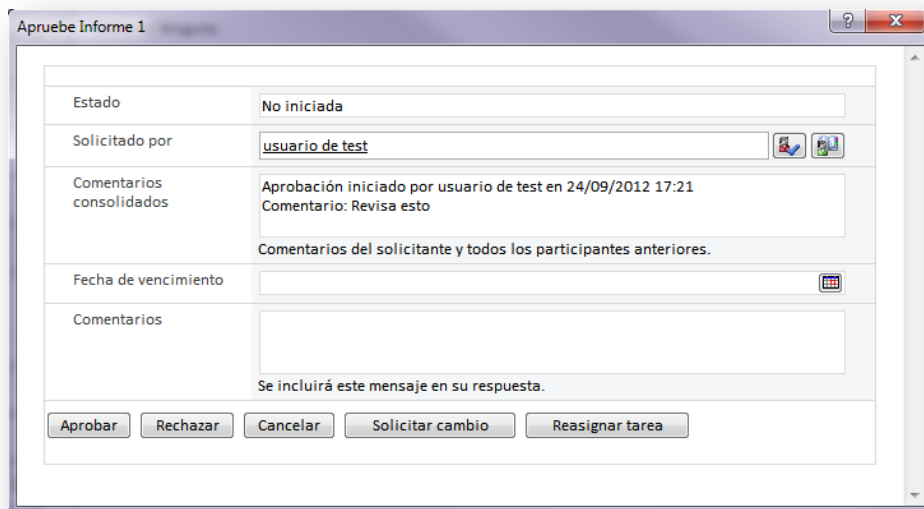 Apruebe Informe 1
Estado
No iniciada
Solicitado por
usuario de test
Comentarios
consolidados
Aprobación iniciado por usuario de test en 24/09/2012 17:21
Comentario: Revisa esto
Comentarios del solicitante y todos los participantes anteriores.
Fecha de vencimiento
Comentarios
Se incluirá este mensaje en su respuesta.
Aprobar Rechazar Cancelar Solicitar cambio Reasignar tarea